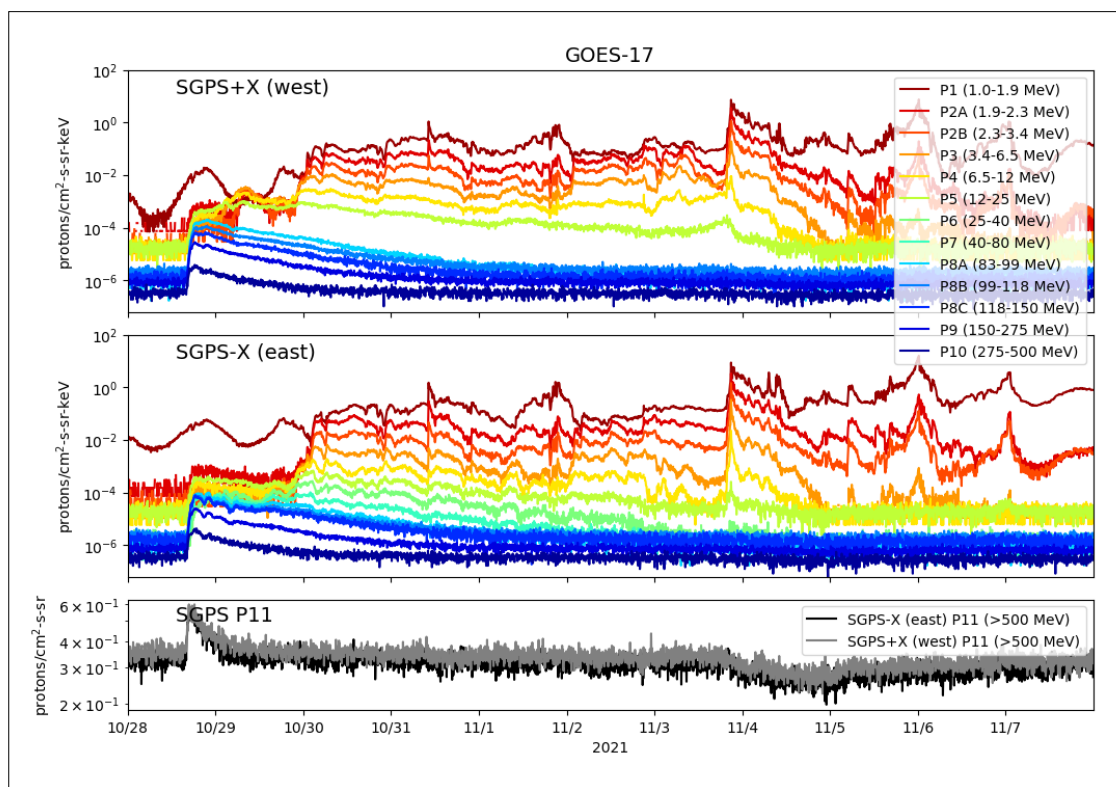 GOES-17
SGPS+X (west)
10^2
10^0
10^-2
10^-4
10^-6
protons/cm^2-s-sr-keV
P1 (1.0-1.9 MeV)
P2A (1.9-2.3 MeV)
P2B (2.3-3.4 MeV)
P3 (3.4-6.5 MeV)
P4 (6.5-12 MeV)
P5 (12-25 MeV)
P6 (25-40 MeV)
P7 (40-80 MeV)
P8A (83-99 MeV)
P8B (99-118 MeV)
P8C (118-150 MeV)
P9 (150-275 MeV)
P10 (275-500 MeV)
SGPS-X (east)
10^2
10^0
10^-2
10^-4
10^-6
protons/cm^2-s-sr-keV
SGPS P11
6 × 10^-1
4 × 10^-1
3 × 10^-1
2 × 10^-1
protons/cm^2-s-sr
SGPS-X (east) P11 (>500 MeV)
SGPS+X (west) P11 (>500 MeV)
10/28 10/29 10/30 10/31 11/1 11/2 11/3 11/4 11/5 11/6 11/7
2021